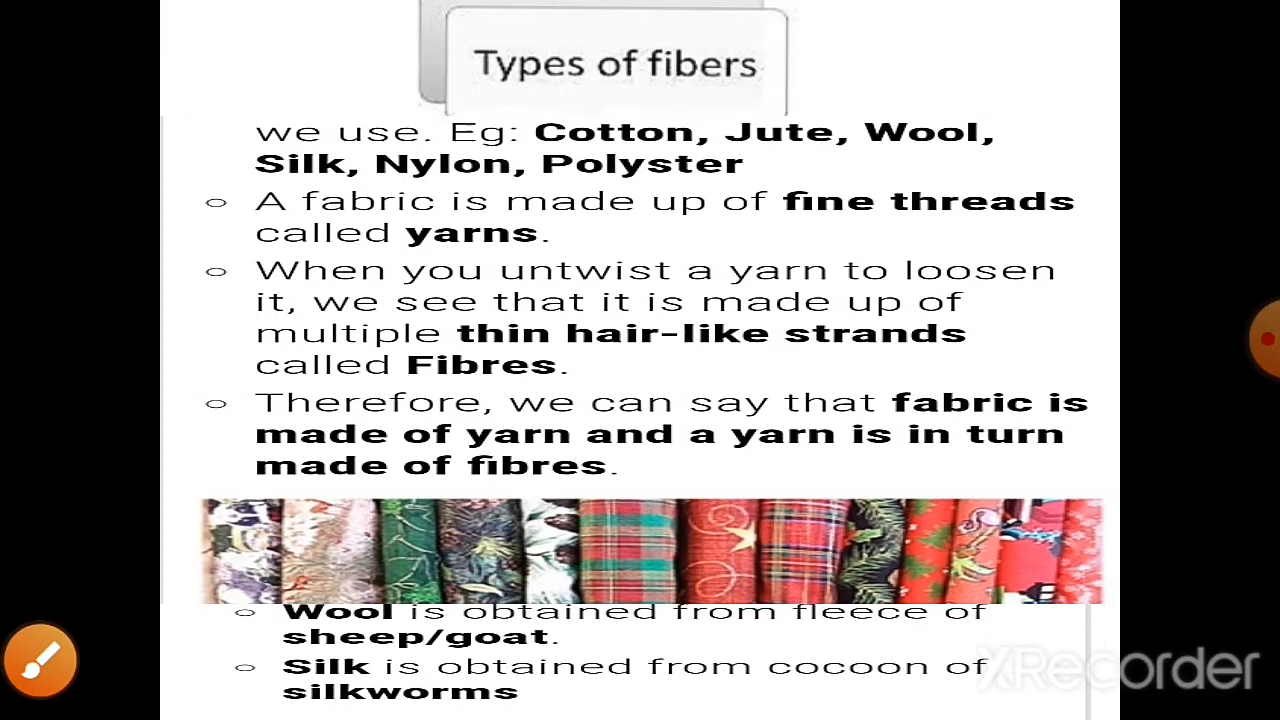 Types of fibers
we use. Eg: Cotton, Jute, Wool,
Silk, Nylon, Polyster
A fabric is made up of fine threads
called yarns.
When you untwist a yarn to loosen
it, we see that it is made up of
multiple thin hair-like strands
called Fibres.
Therefore, we can say that fabric is
made of yarn and a yarn is in turn
made of fibres.
Wool is obtained from fleece of
sheep/goat.
Silk is obtained from cocoon of
silkworms
XRecorder